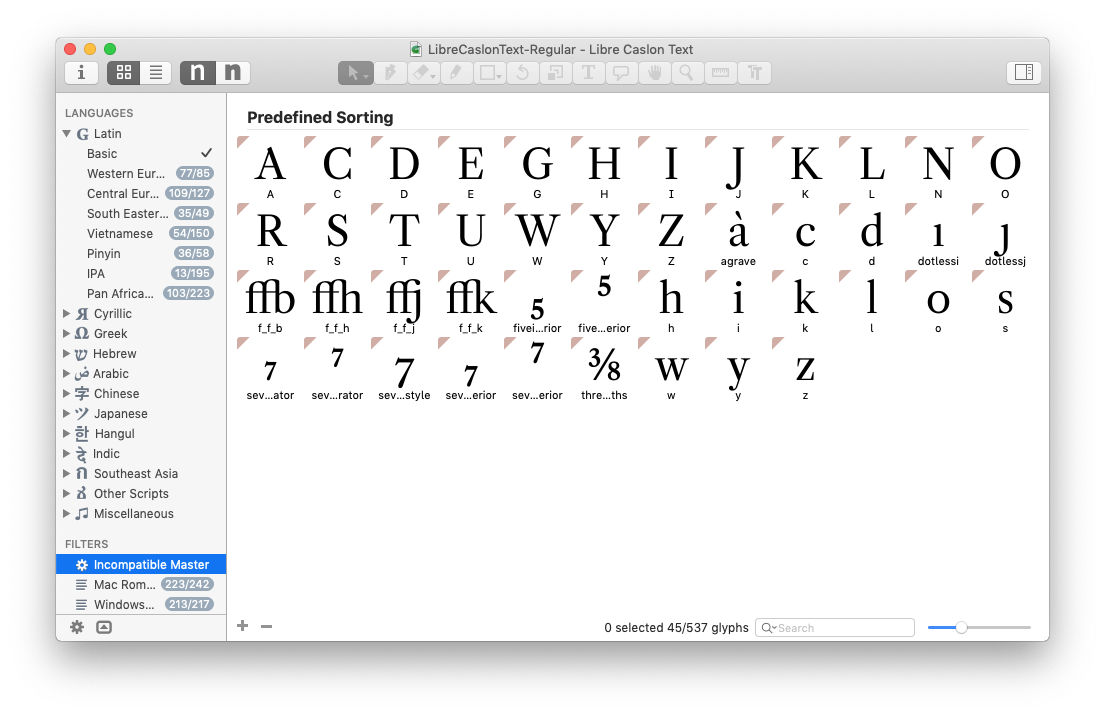 LibreCaslonText-Regular - Libre Caslon Text
n n
T
LANGUAGES
Latin
Basic
Western Eur... 77/85
Central Eur... 109/127
South Easter... 35/49
Vietnamese 54/150
Pinyin 36/58
IPA 13/195
Pan Africa... 103/223
Я Cyrillic
Ω Greek
Hebrew
Arabic
字 Chinese
ツ Japanese
한 Hangul
Indic
Southeast Asia
Other Scripts
Miscellaneous
FILTERS
Incompatible Master
Mac Rom... 223/242
Windows... 213/217
Predefined Sorting
A C D E G H I J K L N O
A C D E G H I J K L N O
R S T U W Y Z à c d ı ȷ
R S T U W Y Z agrave c d dotlessi dotlessj
ffb ffh ffj ffk 5 5 h i k l o s
f_f_b f_f_h f_f_j f_f_k fivei...rior five...erior h i k l o s
7 7 7 7 7 ⅜ w y z
sev...ator sev...rator sev...style sev...erior sev...erior thre...ths w y z
0 selected 45/537 glyphs
Search